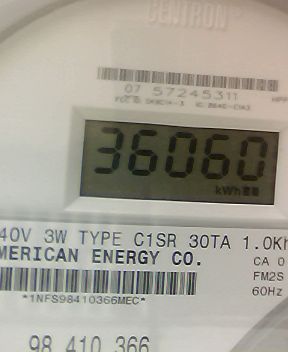 CENTRON
07 57245311
36060
kWh
40V 3W TYPE C1SR 30TA 1.0Kh
MERICAN ENERGY CO.
CA 0
FM2S
60Hz
*1NFS98410366MEC*
98 410 366